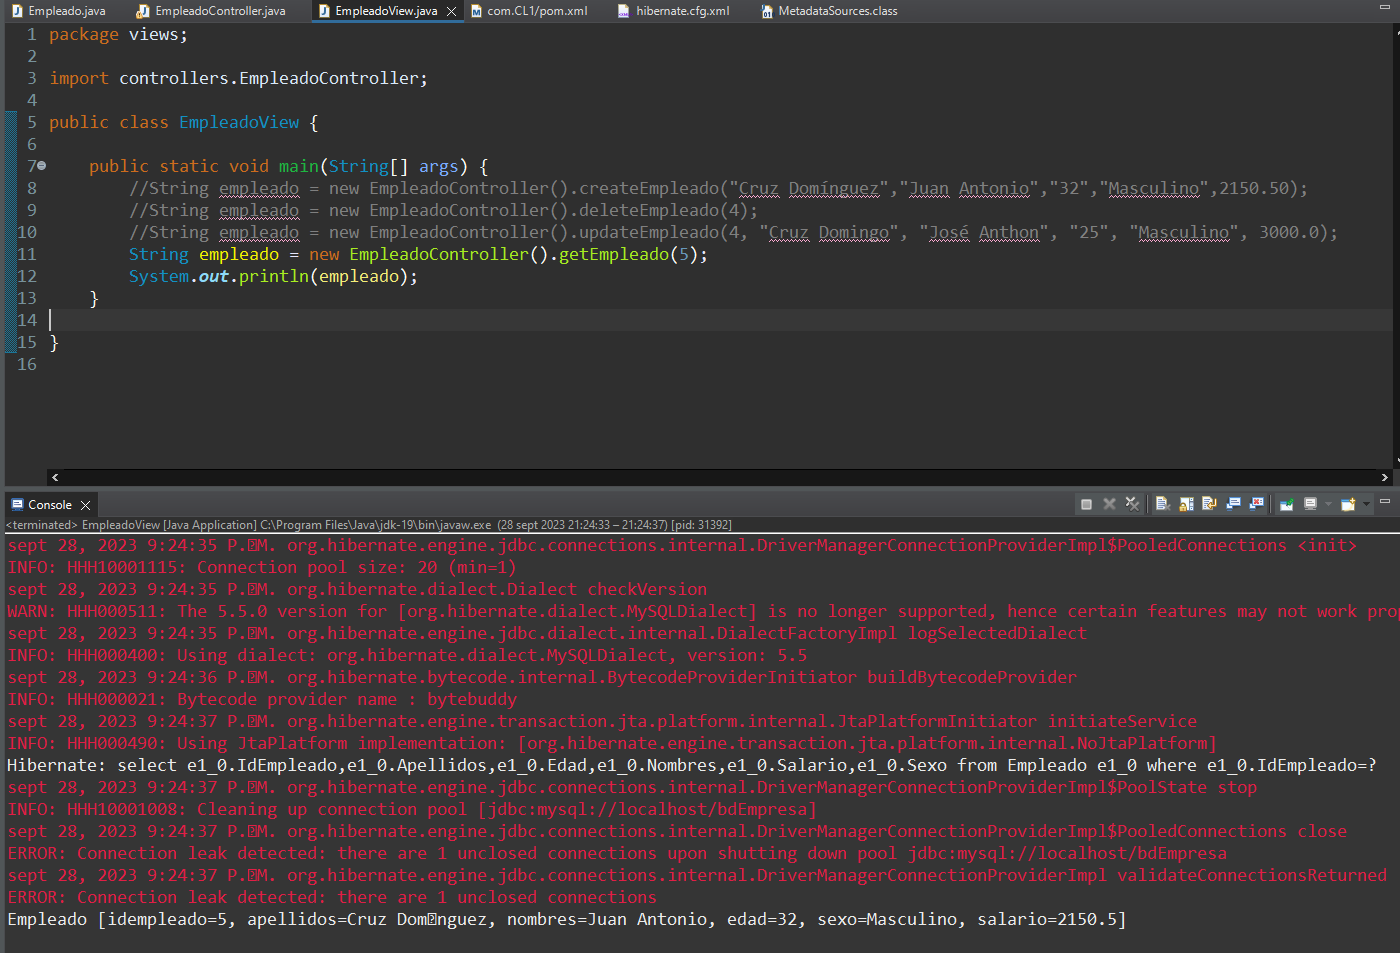 Empleado.java EmpleadoController.java EmpleadoView.java com.CL1/pom.xml hibernate.cfg.xml MetadataSources.class
1 package views;
2
3 import controllers.EmpleadoController;
4
5 public class EmpleadoView {
6
7 public static void main(String[] args) {
8 //String empleado = new EmpleadoController().createEmpleado("Cruz Domínguez","Juan Antonio","32","Masculino",2150.50);
9 //String empleado = new EmpleadoController().deleteEmpleado(4);
10 //String empleado = new EmpleadoController().updateEmpleado(4, "Cruz Domingo", "José Anthon", "25", "Masculino", 3000.0);
11 String empleado = new EmpleadoController().getEmpleado(5);
12 System.out.println(empleado);
13 }
14
15 }
16
Console
<terminated> EmpleadoView [Java Application] C:\Program Files\Java\jdk-19\bin\javaw.exe (28 sept 2023 21:24:33 – 21:24:37) [pid: 31392]
sept 28, 2023 9:24:35 P.�M. org.hibernate.engine.jdbc.connections.internal.DriverManagerConnectionProviderImpl$PooledConnections <init>
INFO: HHH10001115: Connection pool size: 20 (min=1)
sept 28, 2023 9:24:35 P.�M. org.hibernate.dialect.Dialect checkVersion
WARN: HHH000511: The 5.5.0 version for [org.hibernate.dialect.MySQLDialect] is no longer supported, hence certain features may not work prop
sept 28, 2023 9:24:35 P.�M. org.hibernate.engine.jdbc.dialect.internal.DialectFactoryImpl logSelectedDialect
INFO: HHH000400: Using dialect: org.hibernate.dialect.MySQLDialect, version: 5.5
sept 28, 2023 9:24:36 P.�M. org.hibernate.bytecode.internal.BytecodeProviderInitiator buildBytecodeProvider
INFO: HHH000021: Bytecode provider name : bytebuddy
sept 28, 2023 9:24:37 P.�M. org.hibernate.engine.transaction.jta.platform.internal.JtaPlatformInitiator initiateService
INFO: HHH000490: Using JtaPlatform implementation: [org.hibernate.engine.transaction.jta.platform.internal.NoJtaPlatform]
Hibernate: select e1_0.IdEmpleado,e1_0.Apellidos,e1_0.Edad,e1_0.Nombres,e1_0.Salario,e1_0.Sexo from Empleado e1_0 where e1_0.IdEmpleado=?
sept 28, 2023 9:24:37 P.�M. org.hibernate.engine.jdbc.connections.internal.DriverManagerConnectionProviderImpl$PoolState stop
INFO: HHH10001008: Cleaning up connection pool [jdbc:mysql://localhost/bdEmpresa]
sept 28, 2023 9:24:37 P.�M. org.hibernate.engine.jdbc.connections.internal.DriverManagerConnectionProviderImpl$PooledConnections close
ERROR: Connection leak detected: there are 1 unclosed connections upon shutting down pool jdbc:mysql://localhost/bdEmpresa
sept 28, 2023 9:24:37 P.�M. org.hibernate.engine.jdbc.connections.internal.DriverManagerConnectionProviderImpl validateConnectionsReturned
ERROR: Connection leak detected: there are 1 unclosed connections
Empleado [idempleado=5, apellidos=Cruz Dom�nguez, nombres=Juan Antonio, edad=32, sexo=Masculino, salario=2150.5]